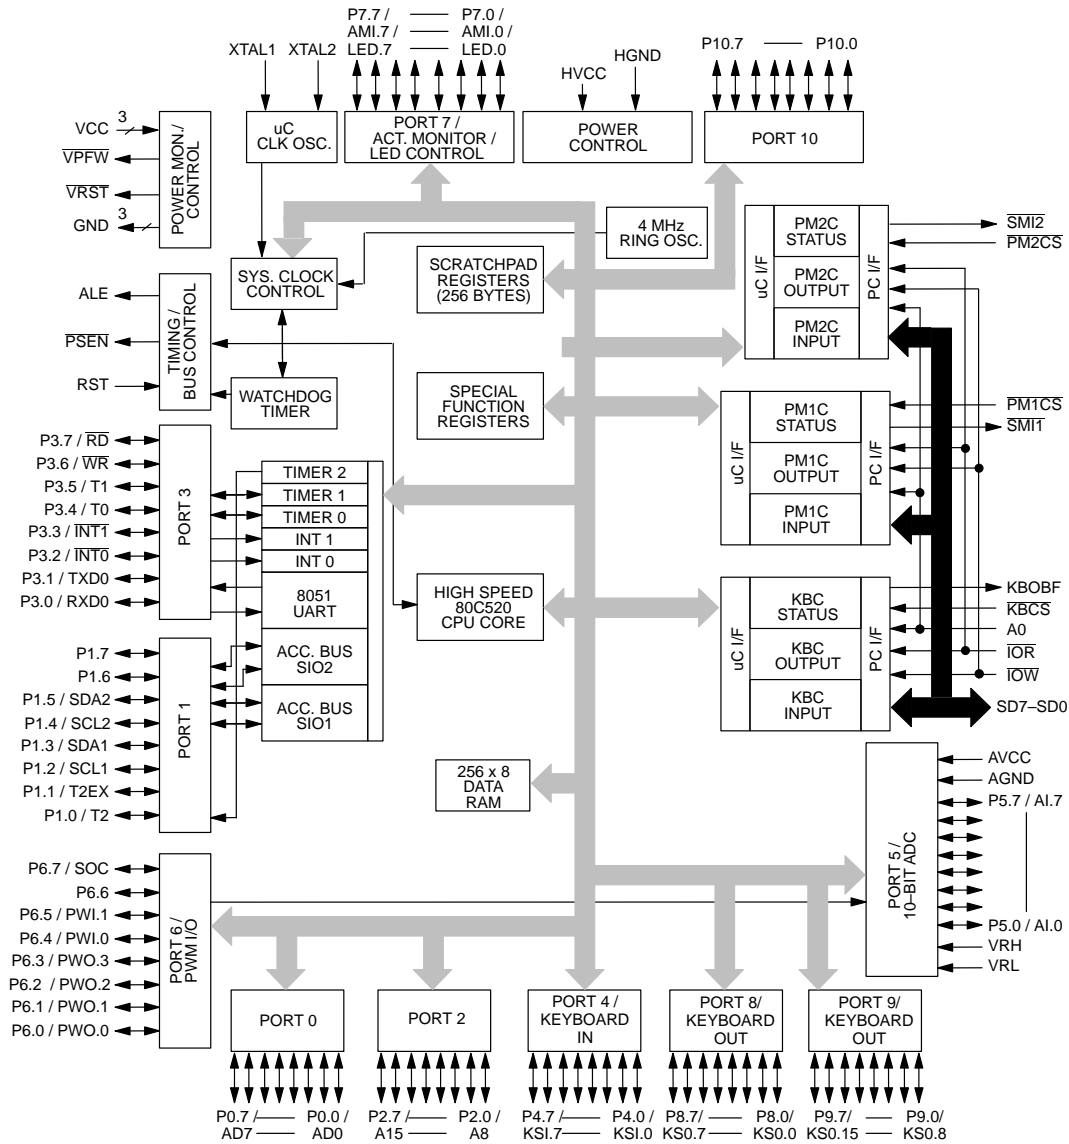 P7.7 / P7.0 /
AMI.7 / AMI.0 /
LED.7 LED.0
XTAL1 XTAL2
HGND
HVCC
P10.7 P10.0
VCC 3
VPFW
VRST
GND 3
POWER MON./
CONTROL
uC
CLK OSC.
PORT 7 /
ACT. MONITOR /
LED CONTROL
POWER
CONTROL
PORT 10
4 MHz
RING OSC.
SYS. CLOCK
CONTROL
SCRATCHPAD
REGISTERS
(256 BYTES)
uC I/F
PM2C
STATUS
PM2C
OUTPUT
PM2C
INPUT
PC I/F
SMI2
PM2CS
ALE
PSEN
RST
TIMING /
BUS CONTROL
WATCHDOG
TIMER
SPECIAL
FUNCTION
REGISTERS
uC I/F
PM1C
STATUS
PM1C
OUTPUT
PM1C
INPUT
PC I/F
PM1CS
SMI1
P3.7 / RD
P3.6 / WR
P3.5 / T1
P3.4 / T0
P3.3 / INT1
P3.2 / INT0
P3.1 / TXD0
P3.0 / RXD0
PORT 3
TIMER 2
TIMER 1
TIMER 0
INT 1
INT 0
8051
UART
ACC. BUS
SIO2
ACC. BUS
SIO1
HIGH SPEED
80C520
CPU CORE
uC I/F
KBC
STATUS
KBC
OUTPUT
KBC
INPUT
PC I/F
KBOBF
KBCS
A0
IOR
IOW
SD7–SD0
P1.7
P1.6
P1.5 / SDA2
P1.4 / SCL2
P1.3 / SDA1
P1.2 / SCL1
P1.1 / T2EX
P1.0 / T2
PORT 1
256 x 8
DATA
RAM
PORT 5 /
10–BIT ADC
AVCC
AGND
P5.7 / AI.7
P5.0 / AI.0
VRH
VRL
P6.7 / SOC
P6.6
P6.5 / PWI.1
P6.4 / PWI.0
P6.3 / PWO.3
P6.2 / PWO.2
P6.1 / PWO.1
P6.0 / PWO.0
PORT 6/
PWM I/O
PORT 0
PORT 2
PORT 4 /
KEYBOARD
IN
PORT 8/
KEYBOARD
OUT
PORT 9/
KEYBOARD
OUT
P0.7 / P0.0 /
AD7 AD0
P2.7 / P2.0 /
A15 A8
P4.7 / P4.0 /
KSI.7 KSI.0
P8.7/ P8.0/
KS0.7 KS0.0
P9.7/ P9.0/
KS0.15 KS0.8